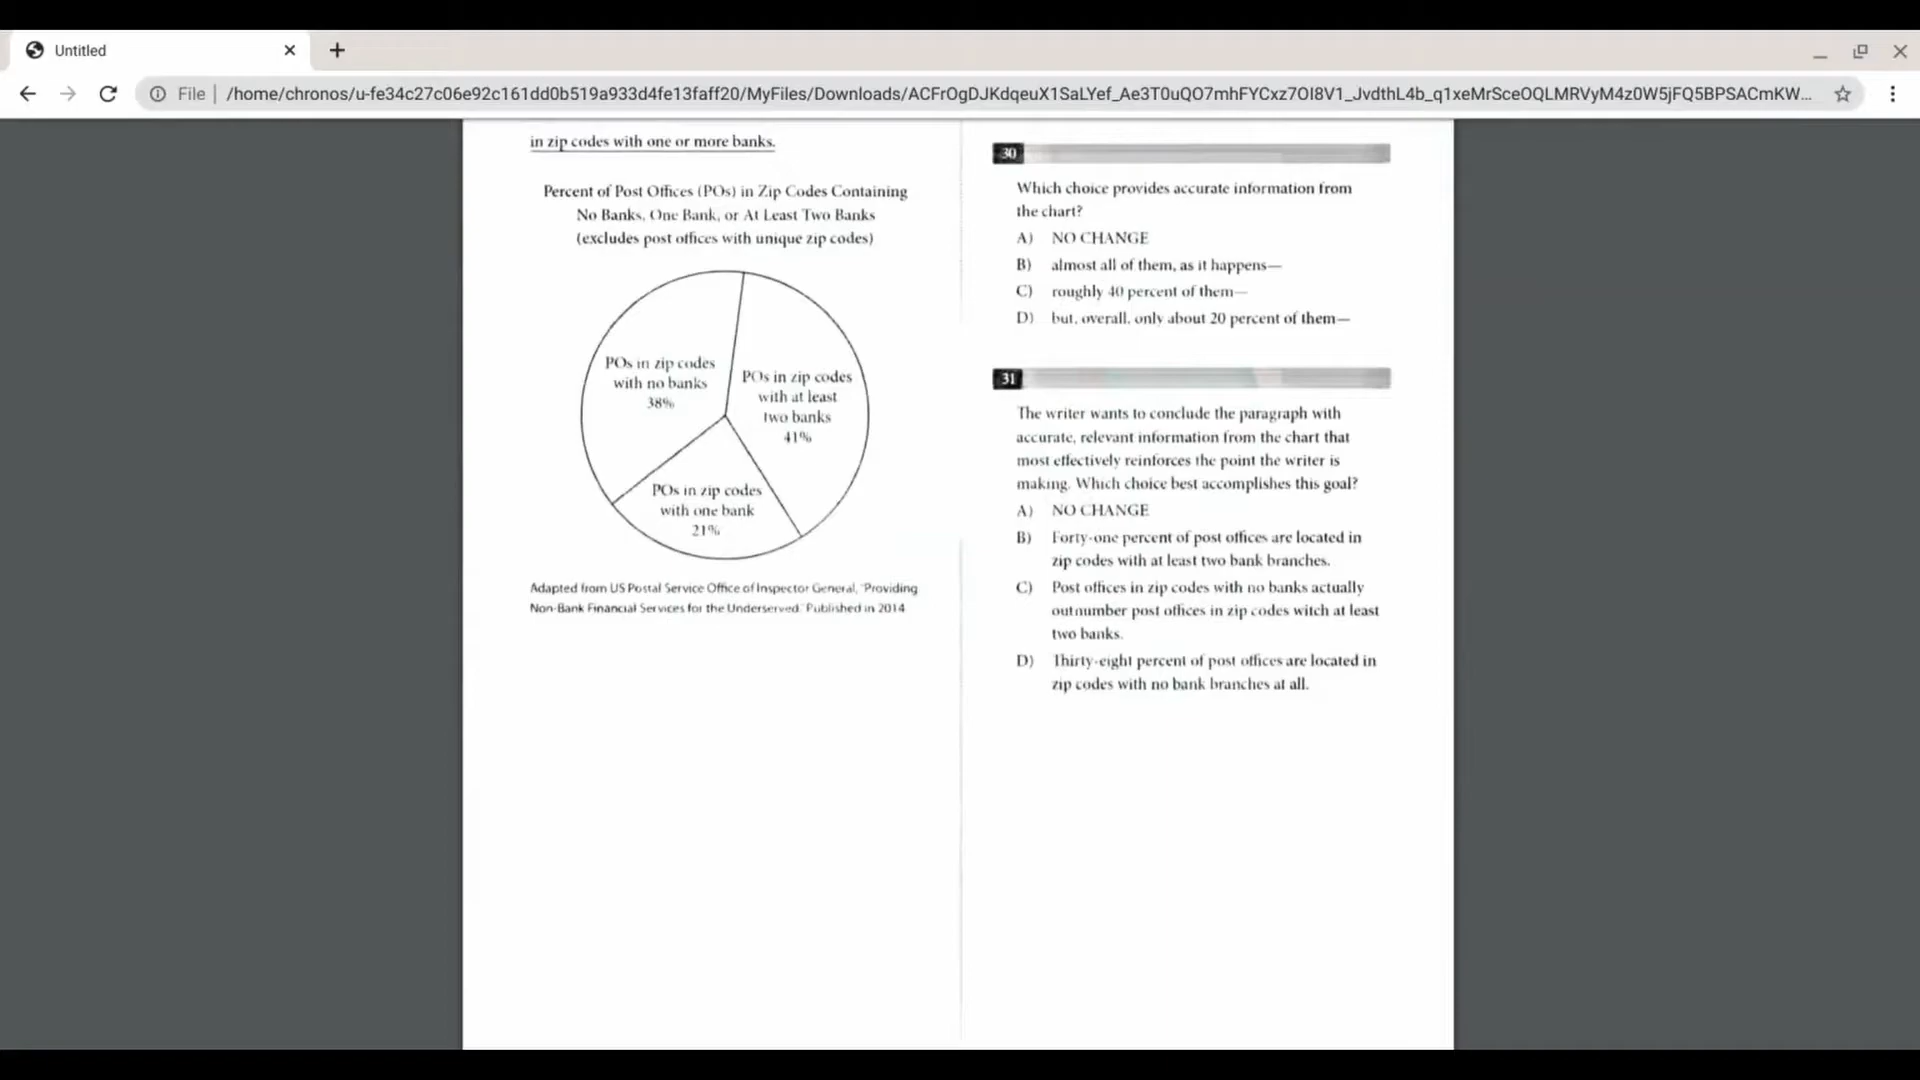 Untitled
File
/home/chronos/u-fe34c27c06e92c161dd0b519a933d4fe13faff20/MyFiles/Downloads/ACFrOgDJKdqeuX1SaLYef_Ae3T0uQO7mhFYCxz7OI8V1_JvdthL4b_q1xeMrSceOQLMRVyM4z0W5jFQ5BPSACmKW...
in zip codes with one or more banks.
Percent of Post Offices (POs) in Zip Codes Containing
No Banks, One Bank, or At Least Two Banks
(excludes post offices with unique zip codes)
POs in zip codes
with no banks
38%
POs in zip codes
with at least
two banks
41%
POs in zip codes
with one bank
21%
Adapted from US Postal Service Office of Inspector General, "Providing
Non-Bank Financial Services for the Underserved." Published in 2014
30
Which choice provides accurate information from
the chart?
A) NO CHANGE
B) almost all of them, as it happens—
C) roughly 40 percent of them—
D) but, overall, only about 20 percent of them—
31
The writer wants to conclude the paragraph with
accurate, relevant information from the chart that
most effectively reinforces the point the writer is
making. Which choice best accomplishes this goal?
A) NO CHANGE
B) Forty-one percent of post offices are located in
zip codes with at least two bank branches.
C) Post offices in zip codes with no banks actually
outnumber post offices in zip codes witch at least
two banks.
D) Thirty-eight percent of post offices are located in
zip codes with no bank branches at all.